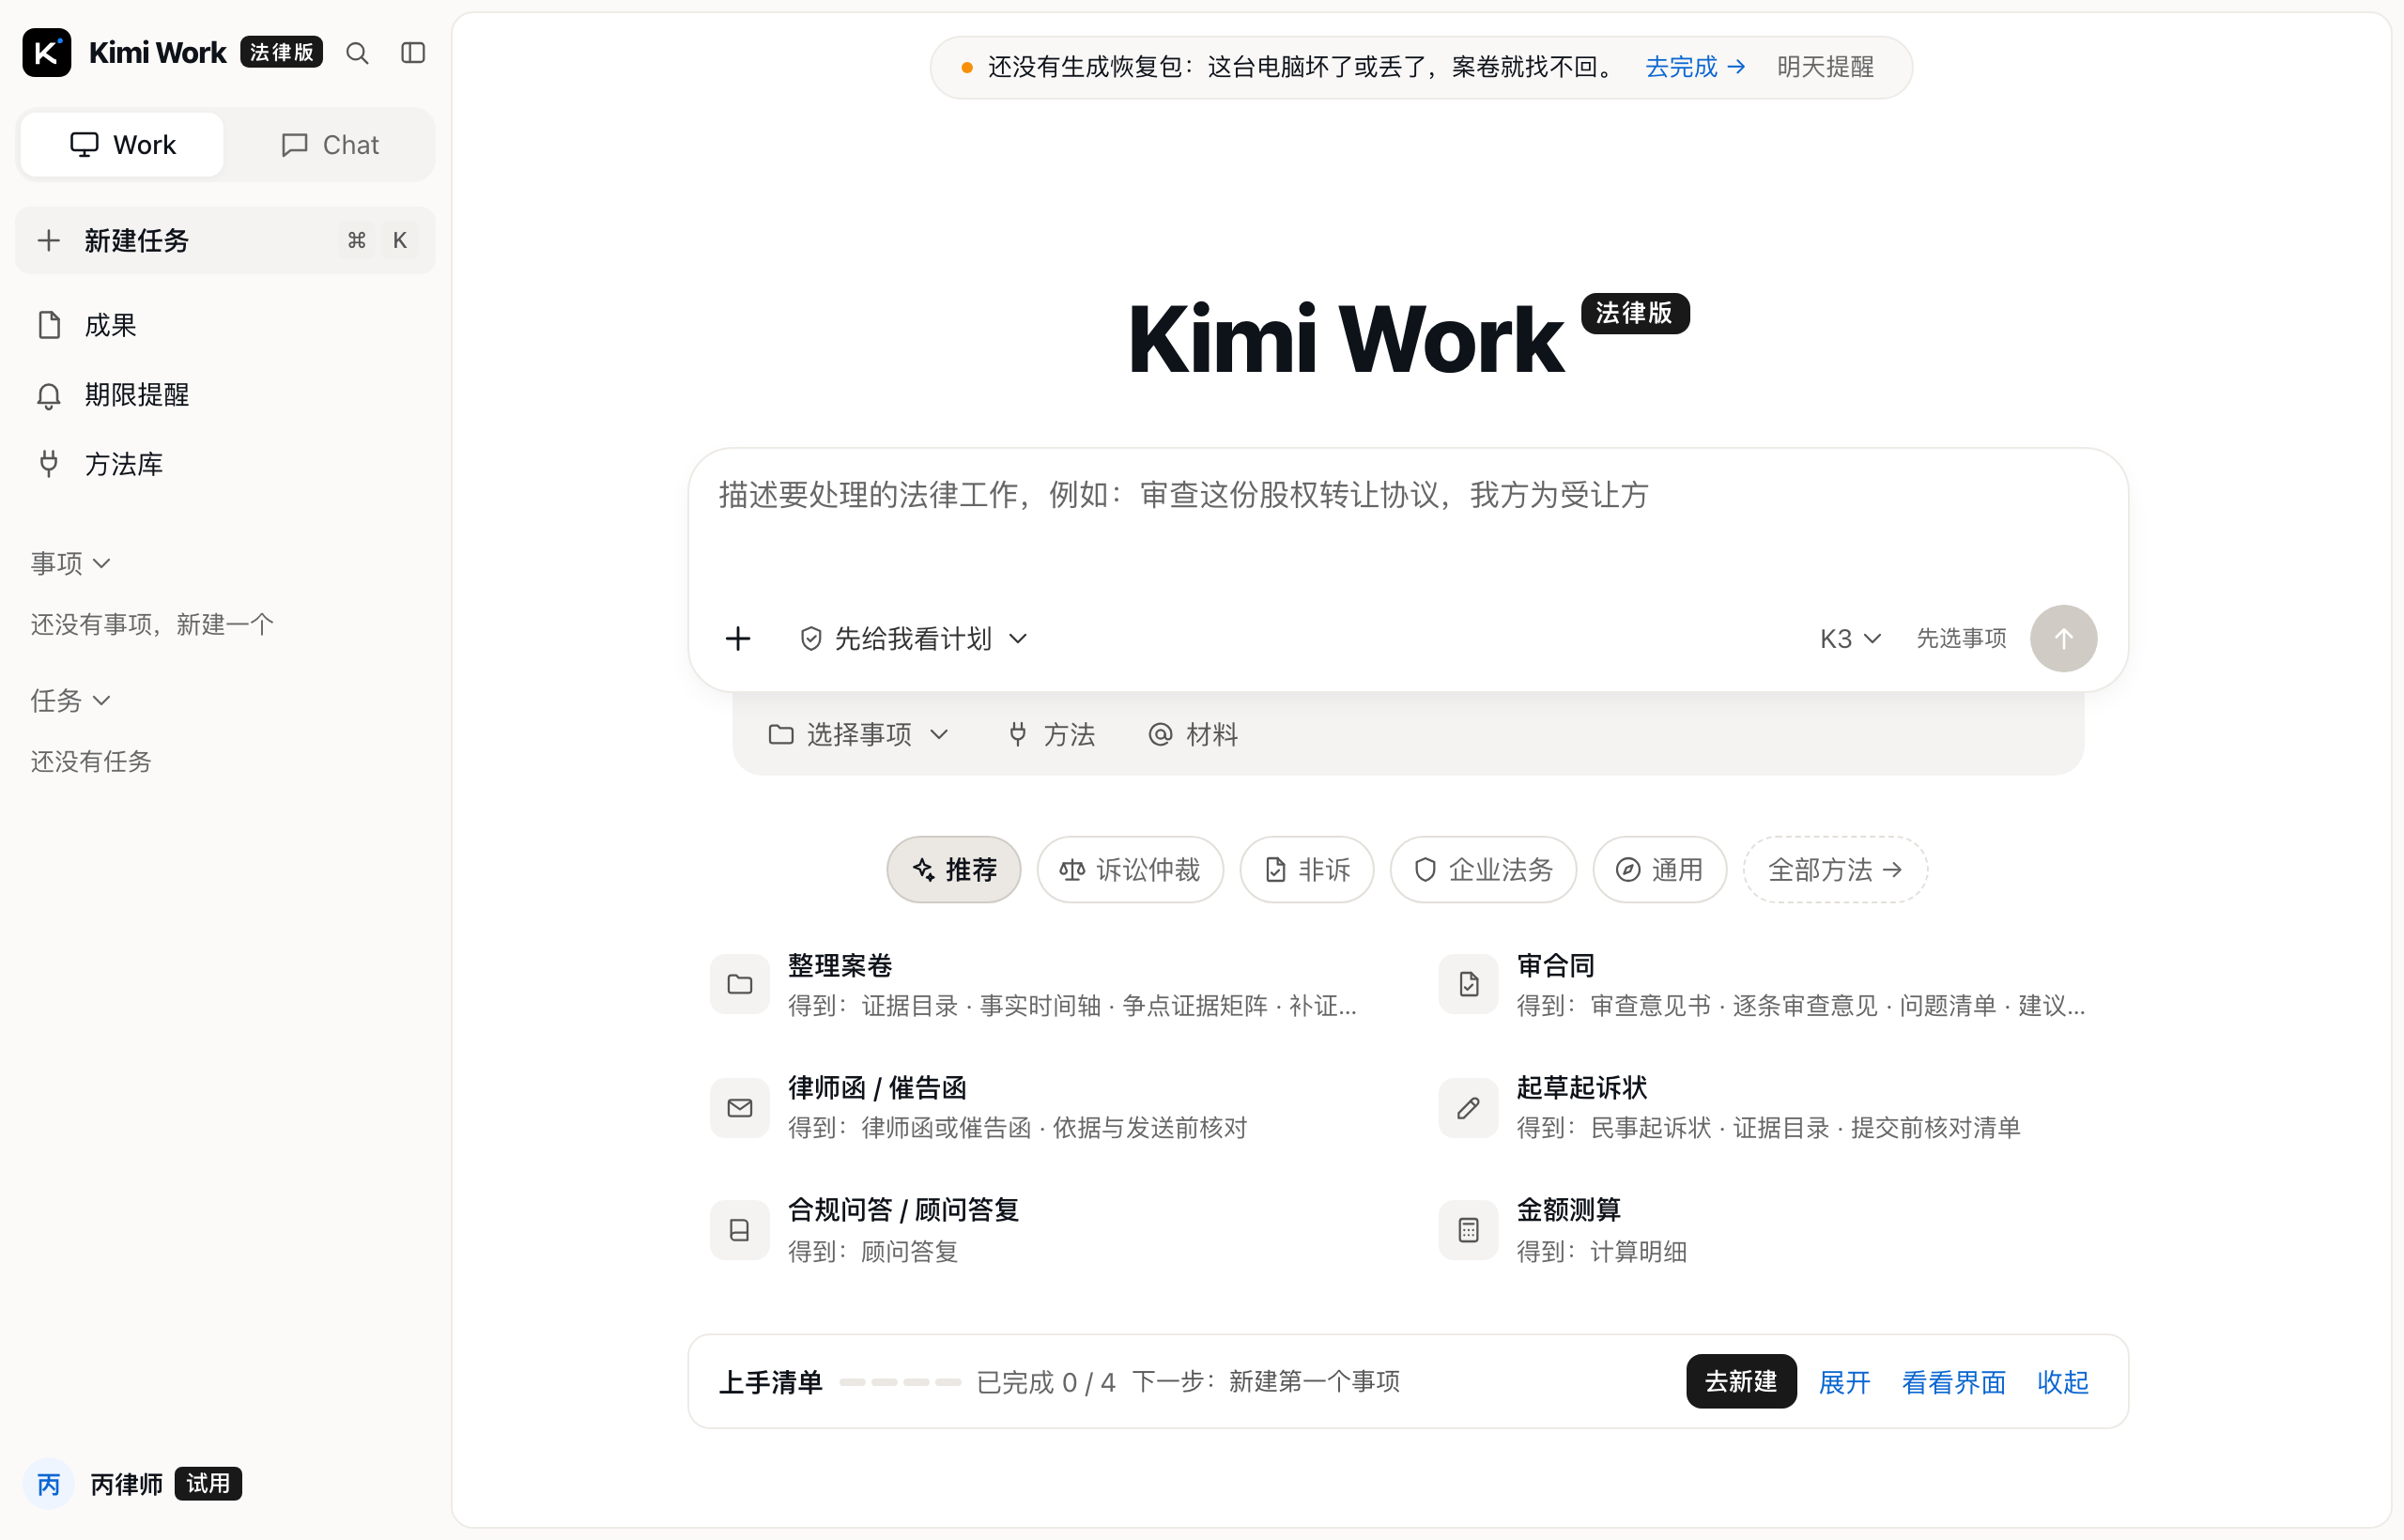 Kimi Work 法律版
Work
Chat
新建任务 ⌘ K
成果
期限提醒
方法库
事项
还没有事项，新建一个
任务
还没有任务
丙 丙律师 试用
还没有生成恢复包：这台电脑坏了或丢了，案卷就找不回。 去完成 → 明天提醒
Kimi Work 法律版
描述要处理的法律工作，例如：审查这份股权转让协议，我方为受让方
先给我看计划
K3
先选事项
选择事项
方法
材料
推荐
诉讼仲裁
非诉
企业法务
通用
全部方法 →
整理案卷
得到：证据目录 · 事实时间轴 · 争点证据矩阵 · 补证...
审合同
得到：审查意见书 · 逐条审查意见 · 问题清单 · 建议...
律师函 / 催告函
得到：律师函或催告函 · 依据与发送前核对
起草起诉状
得到：民事起诉状 · 证据目录 · 提交前核对清单
合规问答 / 顾问答复
得到：顾问答复
金额测算
得到：计算明细
上手清单 已完成 0 / 4 下一步：新建第一个事项
去新建 展开 看看界面 收起